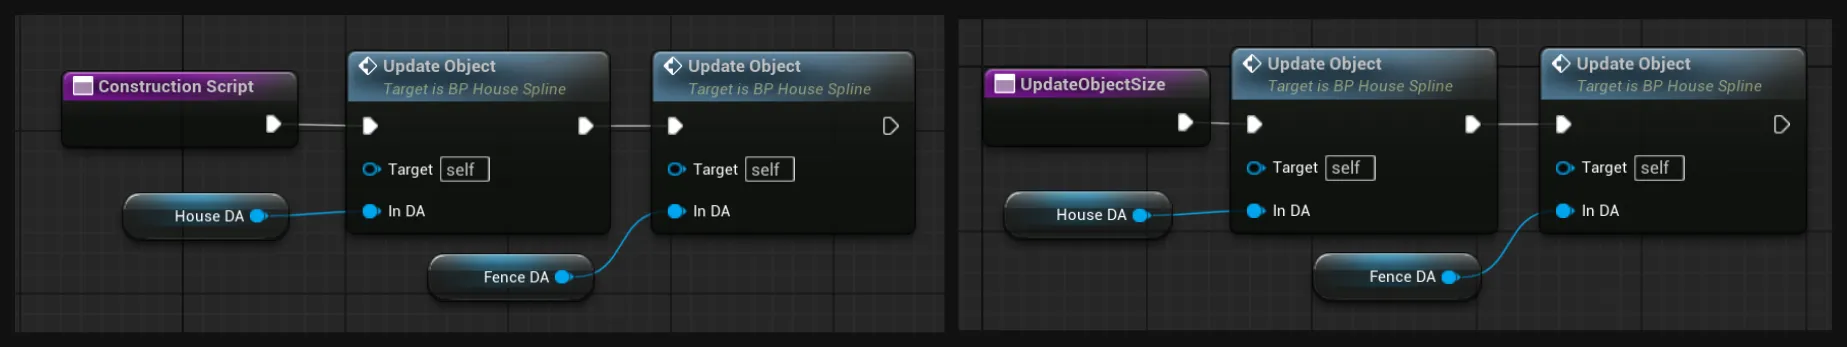 Construction Script
Update Object
Target is BP House Spline
Target self
In DA
House DA
Update Object
Target is BP House Spline
Target self
In DA
Fence DA
UpdateObjectSize
Update Object
Target is BP House Spline
Target self
In DA
House DA
Update Object
Target is BP House Spline
Target self
In DA
Fence DA